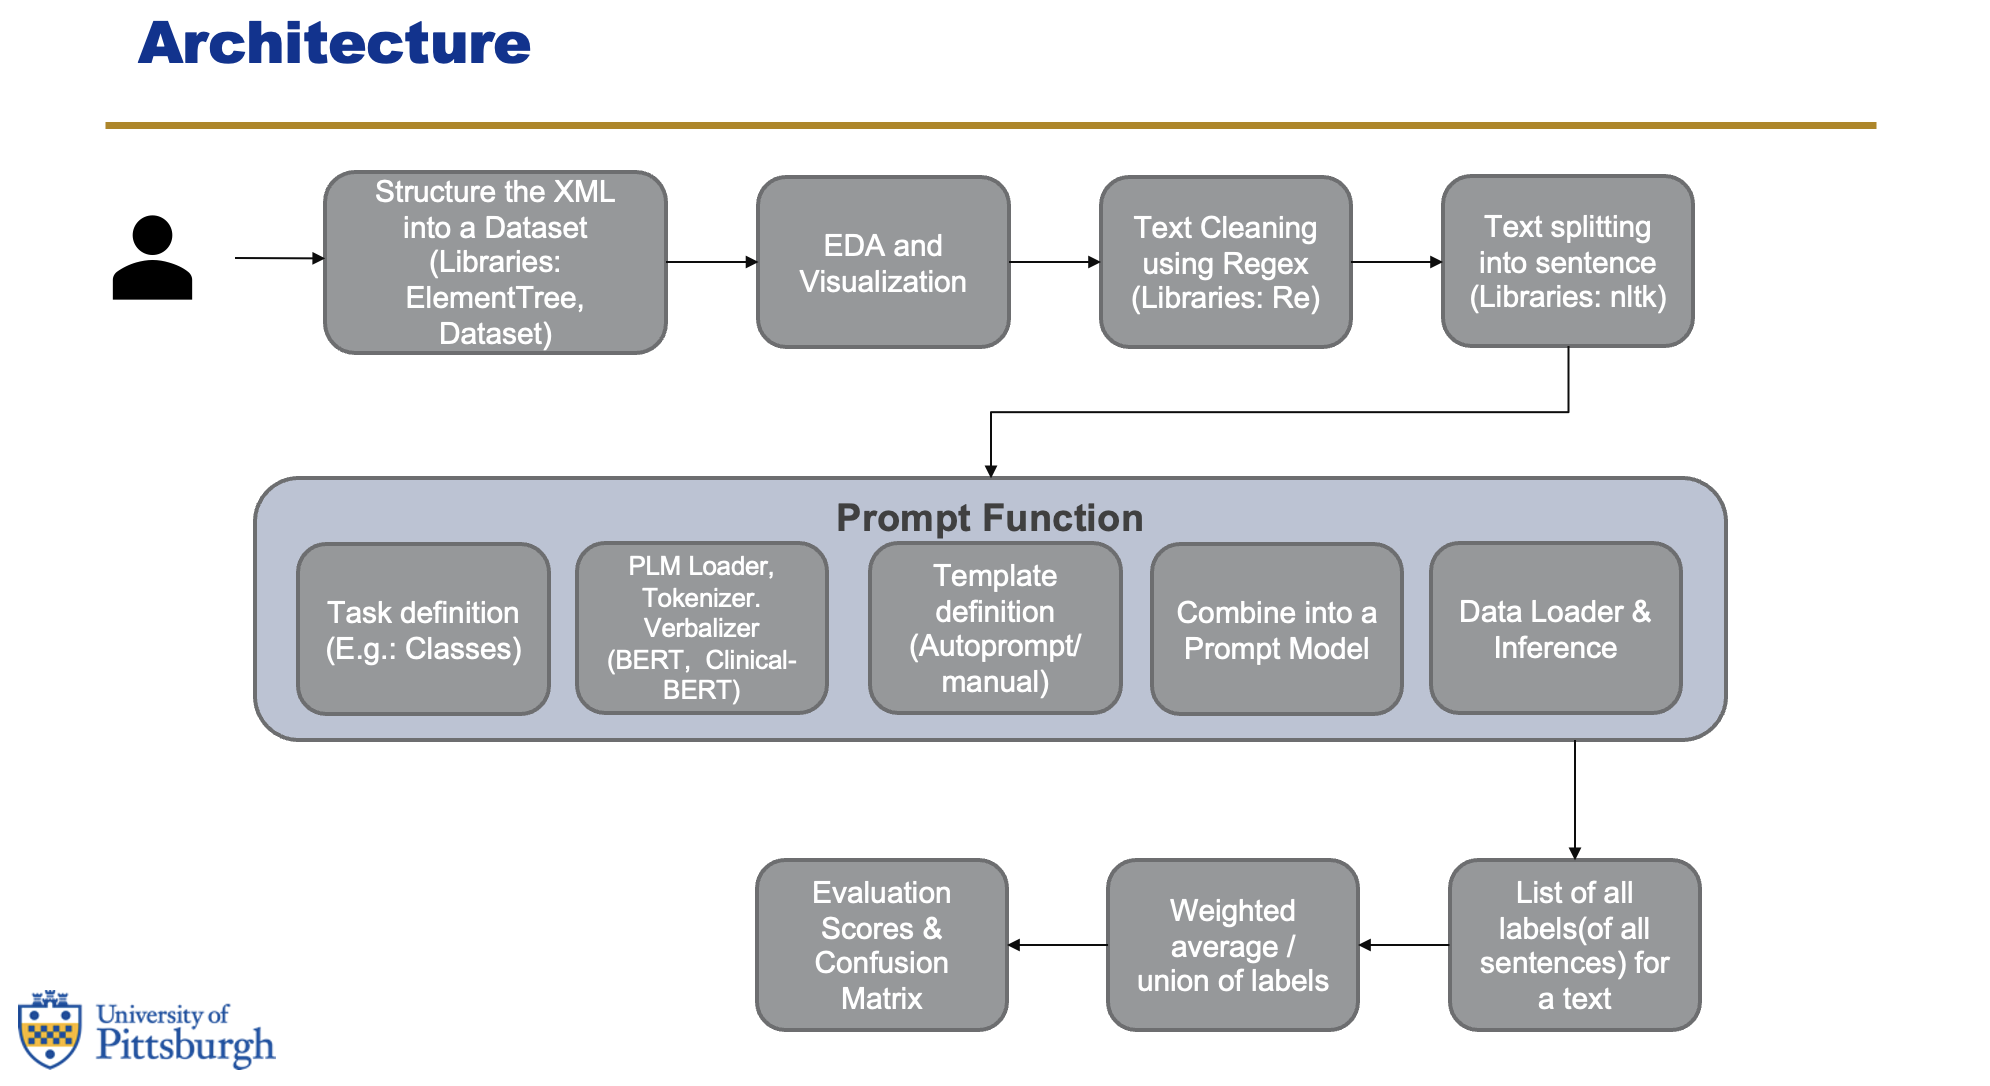 Architecture
Structure the XML
into a Dataset
(Libraries:
ElementTree,
Dataset)
EDA and
Visualization
Text Cleaning
using Regex
(Libraries: Re)
Text splitting
into sentence
(Libraries: nltk)
Prompt Function
Task definition
(E.g.: Classes)
PLM Loader,
Tokenizer.
Verbalizer
(BERT, Clinical-
BERT)
Template
definition
(Autoprompt/
manual)
Combine into a
Prompt Model
Data Loader &
Inference
Evaluation
Scores &
Confusion
Matrix
Weighted
average /
union of labels
List of all
labels(of all
sentences) for
a text
University of
Pittsburgh